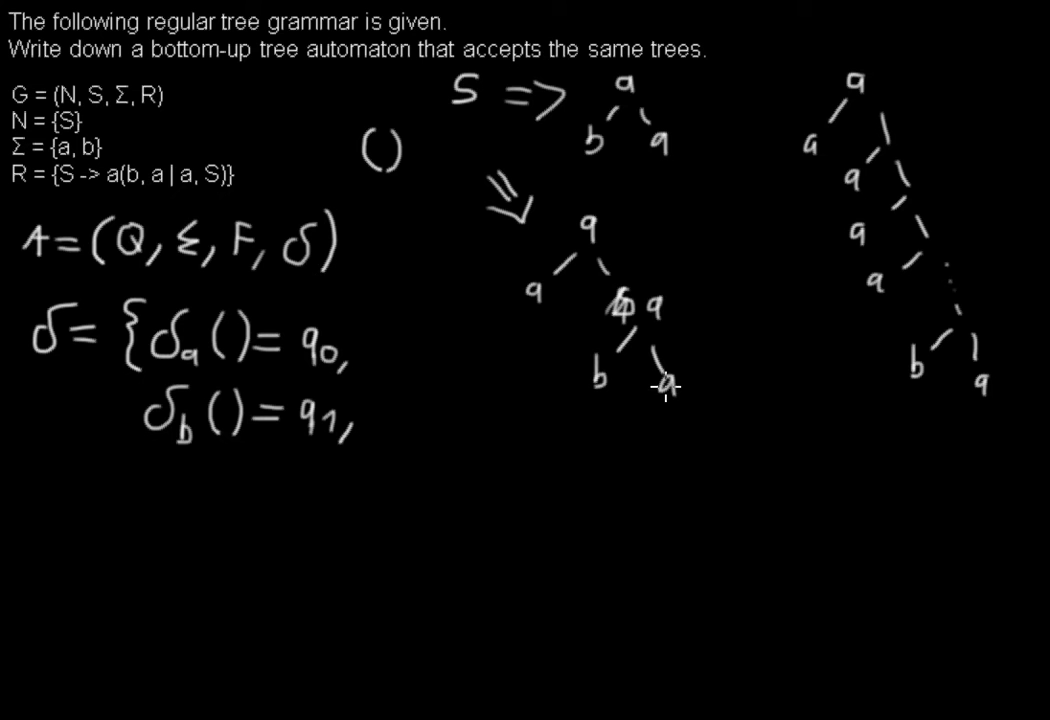 The following regular tree grammar is given.
Write down a bottom-up tree automaton that accepts the same trees.
G = (N, S, Σ, R)
N = {S}
Σ = {a, b}
R = {S -> a(b, a | a, S)}
()
S => a
b a
a
a a
b a
a
a
a
a
a
b a
A = (Q, Σ, F, δ)
δ = {δa () = q0,
δb () = q1,